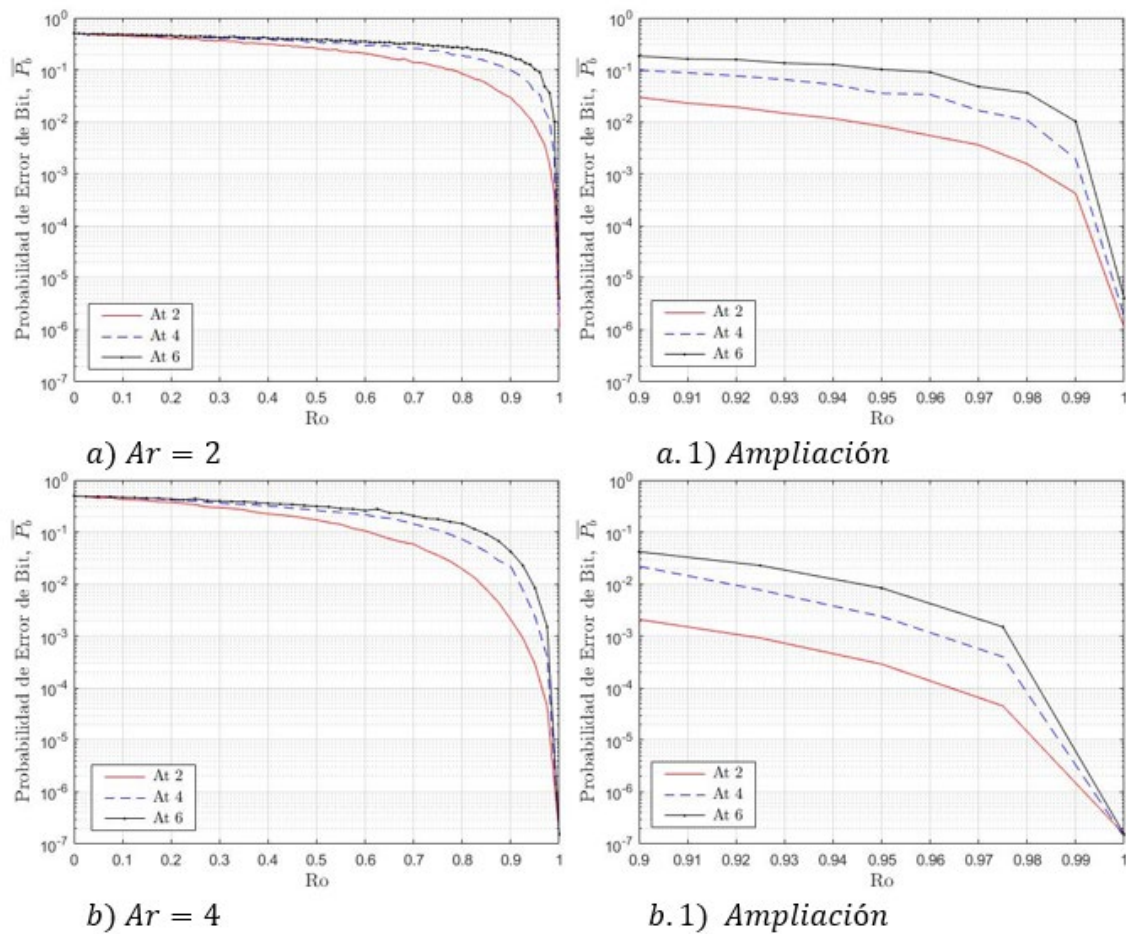 Probabilidad de Error de Bit, P_b
10^0
10^-1
10^-2
10^-3
10^-4
10^-5
10^-6
10^-7
At 2
At 4
At 6
0 0.1 0.2 0.3 0.4 0.5 0.6 0.7 0.8 0.9 1
Ro
a) Ar = 2
Probabilidad de Error de Bit, P_b
10^0
10^-1
10^-2
10^-3
10^-4
10^-5
10^-6
10^-7
At 2
At 4
At 6
0.9 0.91 0.92 0.93 0.94 0.95 0.96 0.97 0.98 0.99 1
Ro
a. 1) Ampliación
Probabilidad de Error de Bit, P_b
10^0
10^-1
10^-2
10^-3
10^-4
10^-5
10^-6
10^-7
At 2
At 4
At 6
0 0.1 0.2 0.3 0.4 0.5 0.6 0.7 0.8 0.9 1
Ro
b) Ar = 4
Probabilidad de Error de Bit, P_b
10^0
10^-1
10^-2
10^-3
10^-4
10^-5
10^-6
10^-7
At 2
At 4
At 6
0.9 0.91 0.92 0.93 0.94 0.95 0.96 0.97 0.98 0.99 1
Ro
b. 1) Ampliación